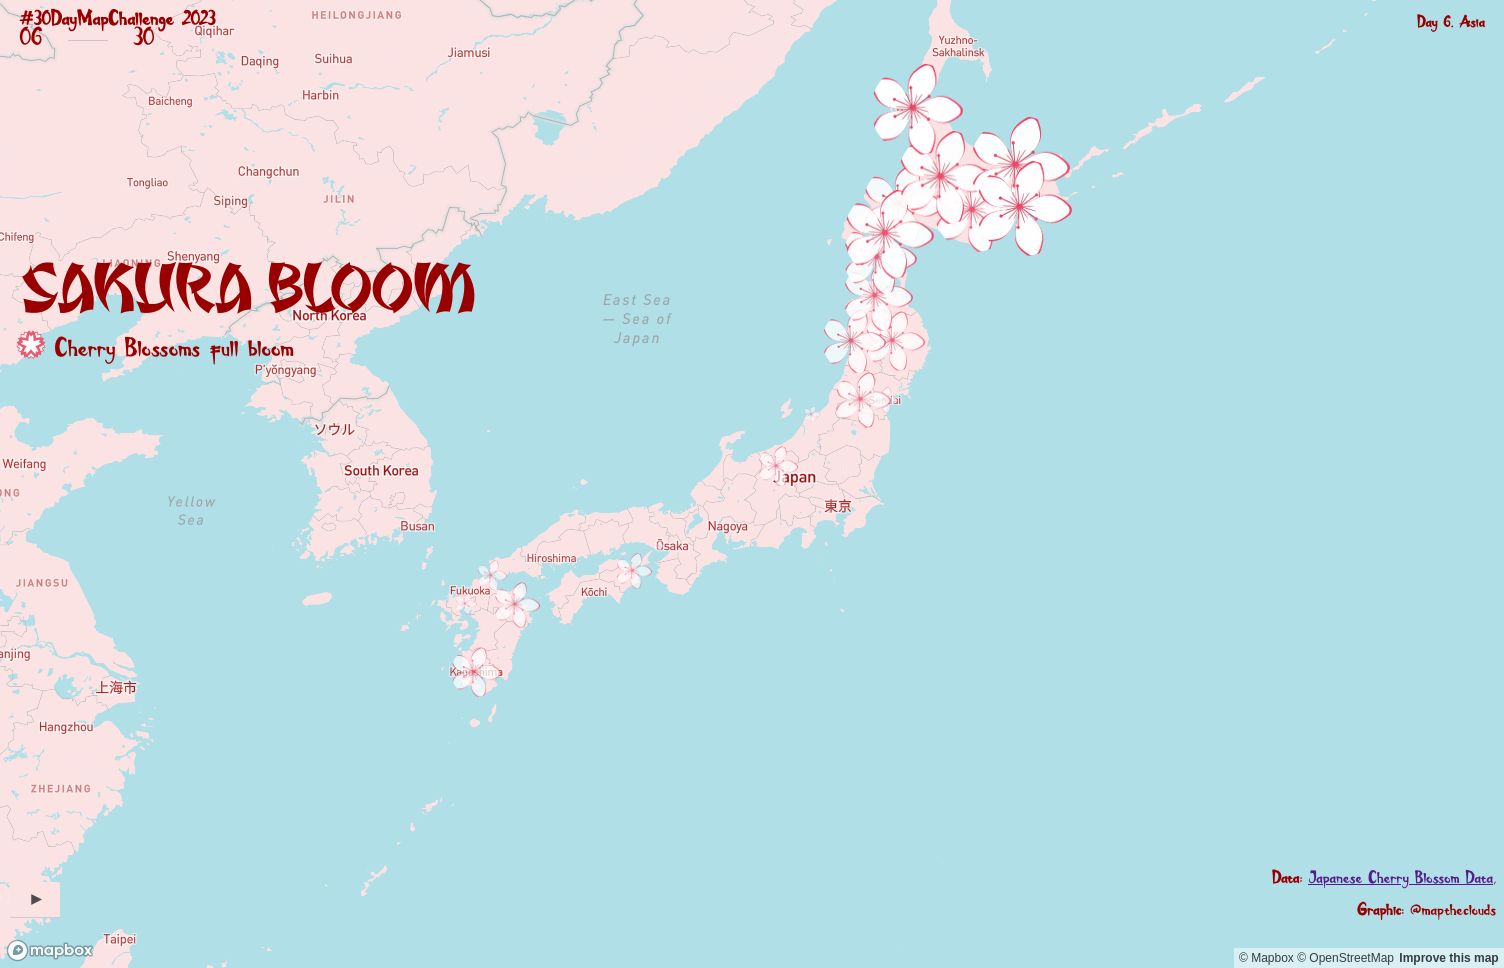 #30DayMapChallenge 2023
06 30
Day 6. Asia
HEILONGJIANG
Qiqihar
Yuzhno-
Sakhalinsk
Daqing
Suihua
Jiamusi
Harbin
Baicheng
Changchun
Tongliao
JILIN
Siping
Chifeng
Shenyang
LIAONING
SAKURA BLOOM
North Korea
East Sea
— Sea of
Japan
Cherry Blossoms full bloom
P'yŏngyang
ソウル
Weifang
South Korea
Japan
Yellow
Sea
東京
Busan
Nagoya
Ōsaka
Hiroshima
JIANGSU
Fukuoka
Kōchi
anjing
Kagoshima
上海市
Hangzhou
ZHEJIANG
Data: Japanese Cherry Blossom Data,
Graphic: @maptheclouds
Taipei
mapbox
© Mapbox © OpenStreetMap Improve this map